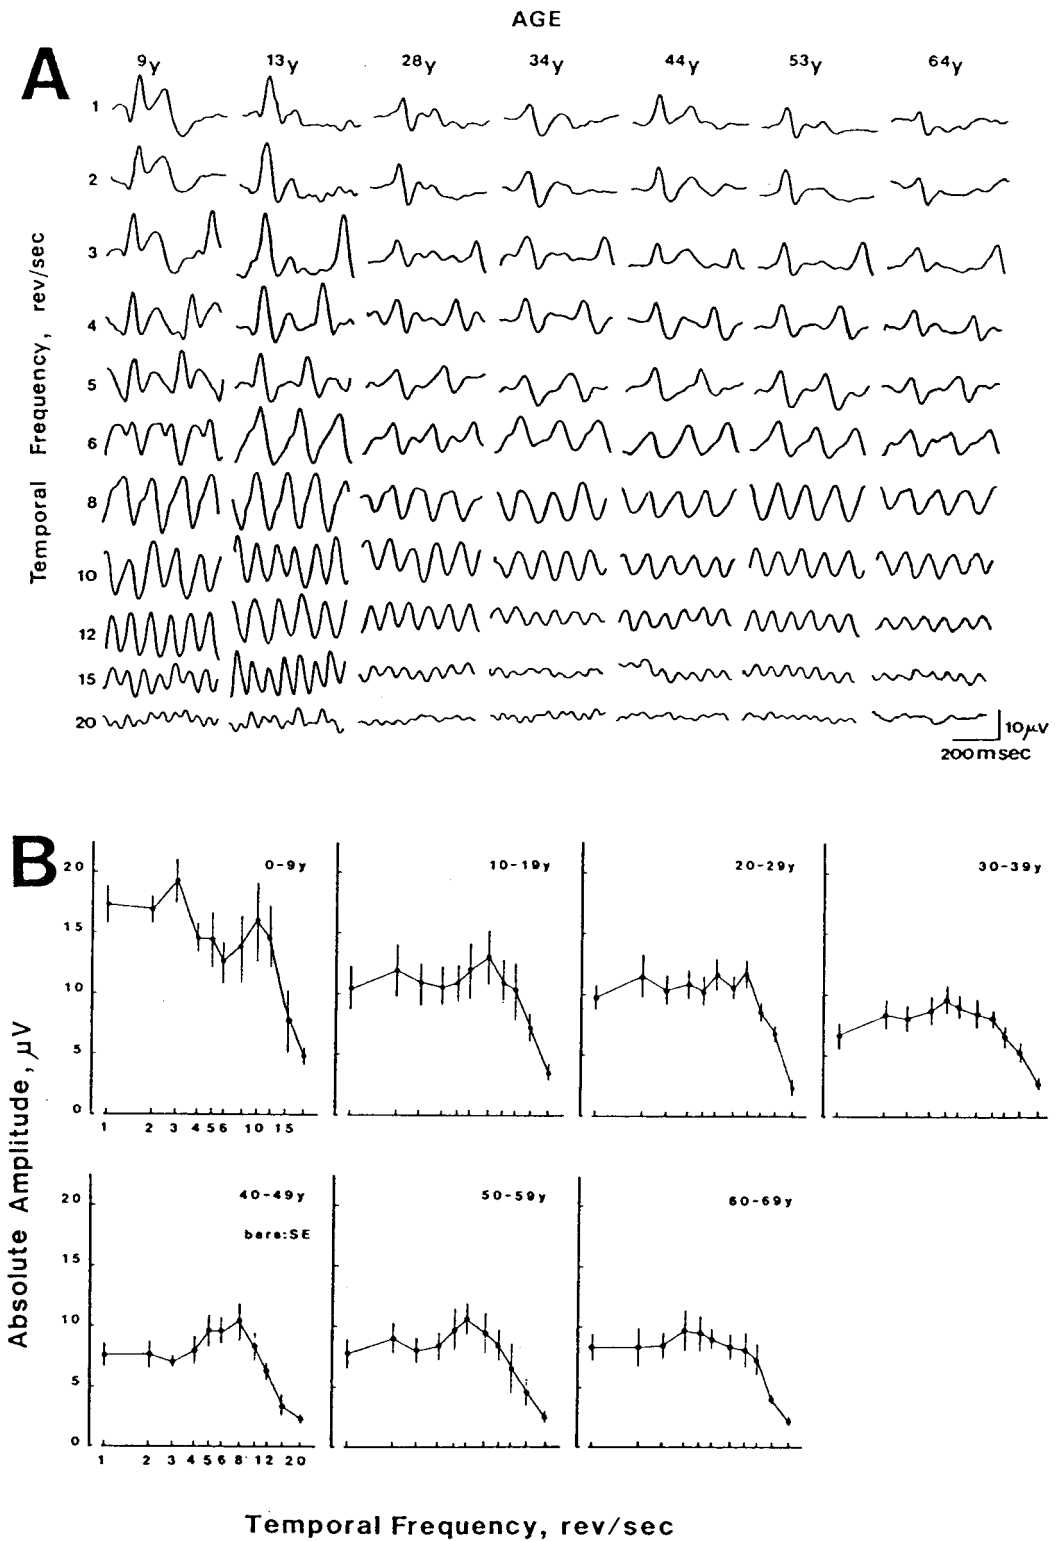 AGE
A
9y 13y 28y 34y 44y 53y 64y
1
2
3
4
5
6
8
10
12
15
20
Temporal Frequency, rev/sec
10μV
200msec
B
0-9y 10-19y 20-29y 30-39y
20
15
10
5
0
1 2 3 4 5 6 10 15
40-49y 50-59y 60-69y
bars:SE
20
15
10
5
0
1 2 3 4 5 6 8 12 20
Absolute Amplitude, μV
Temporal Frequency, rev/sec